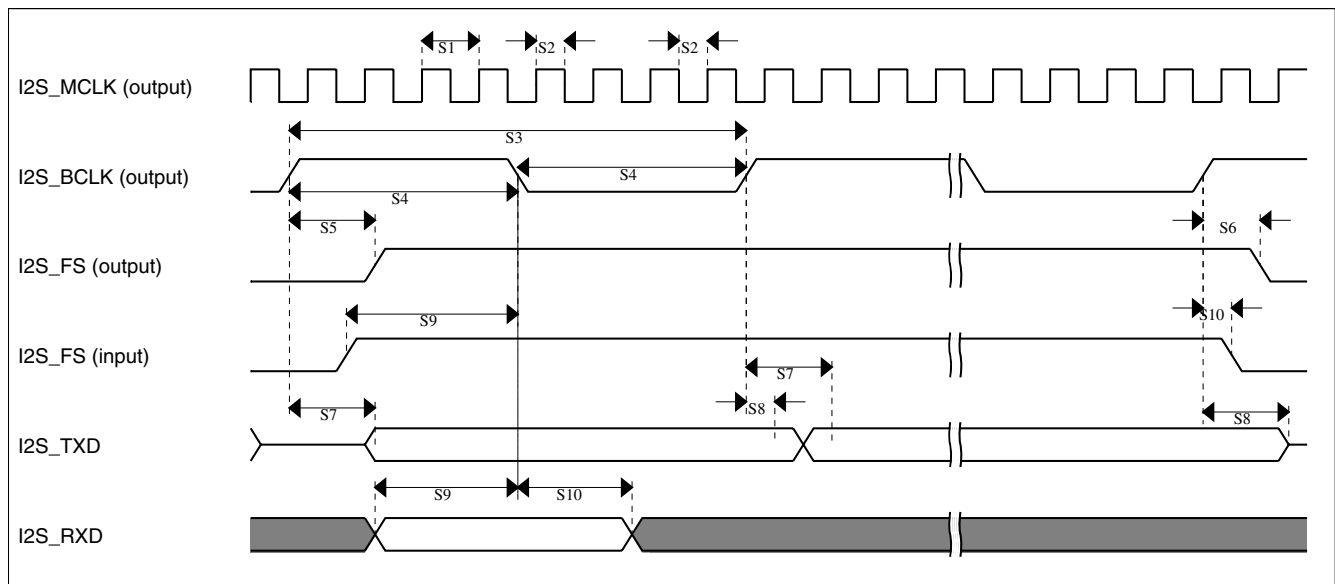 S1
S2
S2
I2S_MCLK (output)
S3
I2S_BCLK (output)
S4
S4
S5
S6
I2S_FS (output)
S9
S10
I2S_FS (input)
S7
S7
S8
S8
I2S_TXD
S9
S10
I2S_RXD